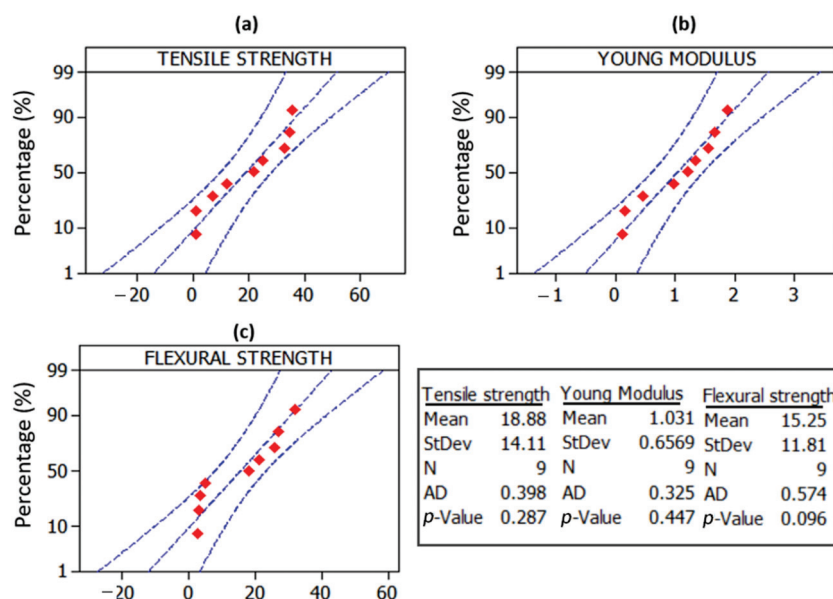 (a)
TENSILE STRENGTH
Percentage (%)
99
90
50
10
1
−20 0 20 40 60
(b)
YOUNG MODULUS
Percentage (%)
99
90
50
10
1
−1 0 1 2 3
(c)
FLEXURAL STRENGTH
Percentage (%)
99
90
50
10
1
−20 0 20 40 60
Tensile strength Young Modulus Flexural strength
Mean 18.88 Mean 1.031 Mean 15.25
StDev 14.11 StDev 0.6569 StDev 11.81
N 9 N 9 N 9
AD 0.398 AD 0.325 AD 0.574
p-Value 0.287 p-Value 0.447 p-Value 0.096